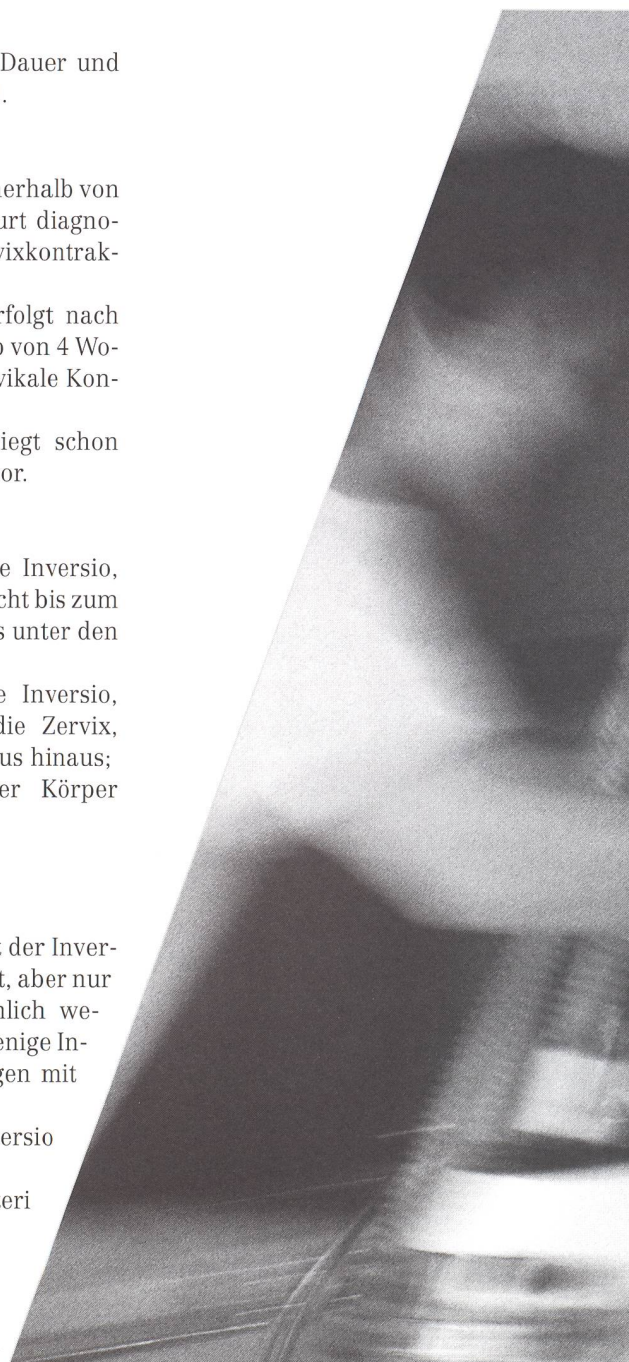 Dauer und
.
erhalb von
urt diagno-
vixkontrak-
rfolgt nach
von 4 Wo-
vikale Kon-
iegt schon
or.
e Inversio,
cht bis zum
s unter den
e Inversio,
die Zervix,
us hinaus;
er Körper
der Inver-
t, aber nur
nlich we-
enige In-
gen mit
ersio
teri